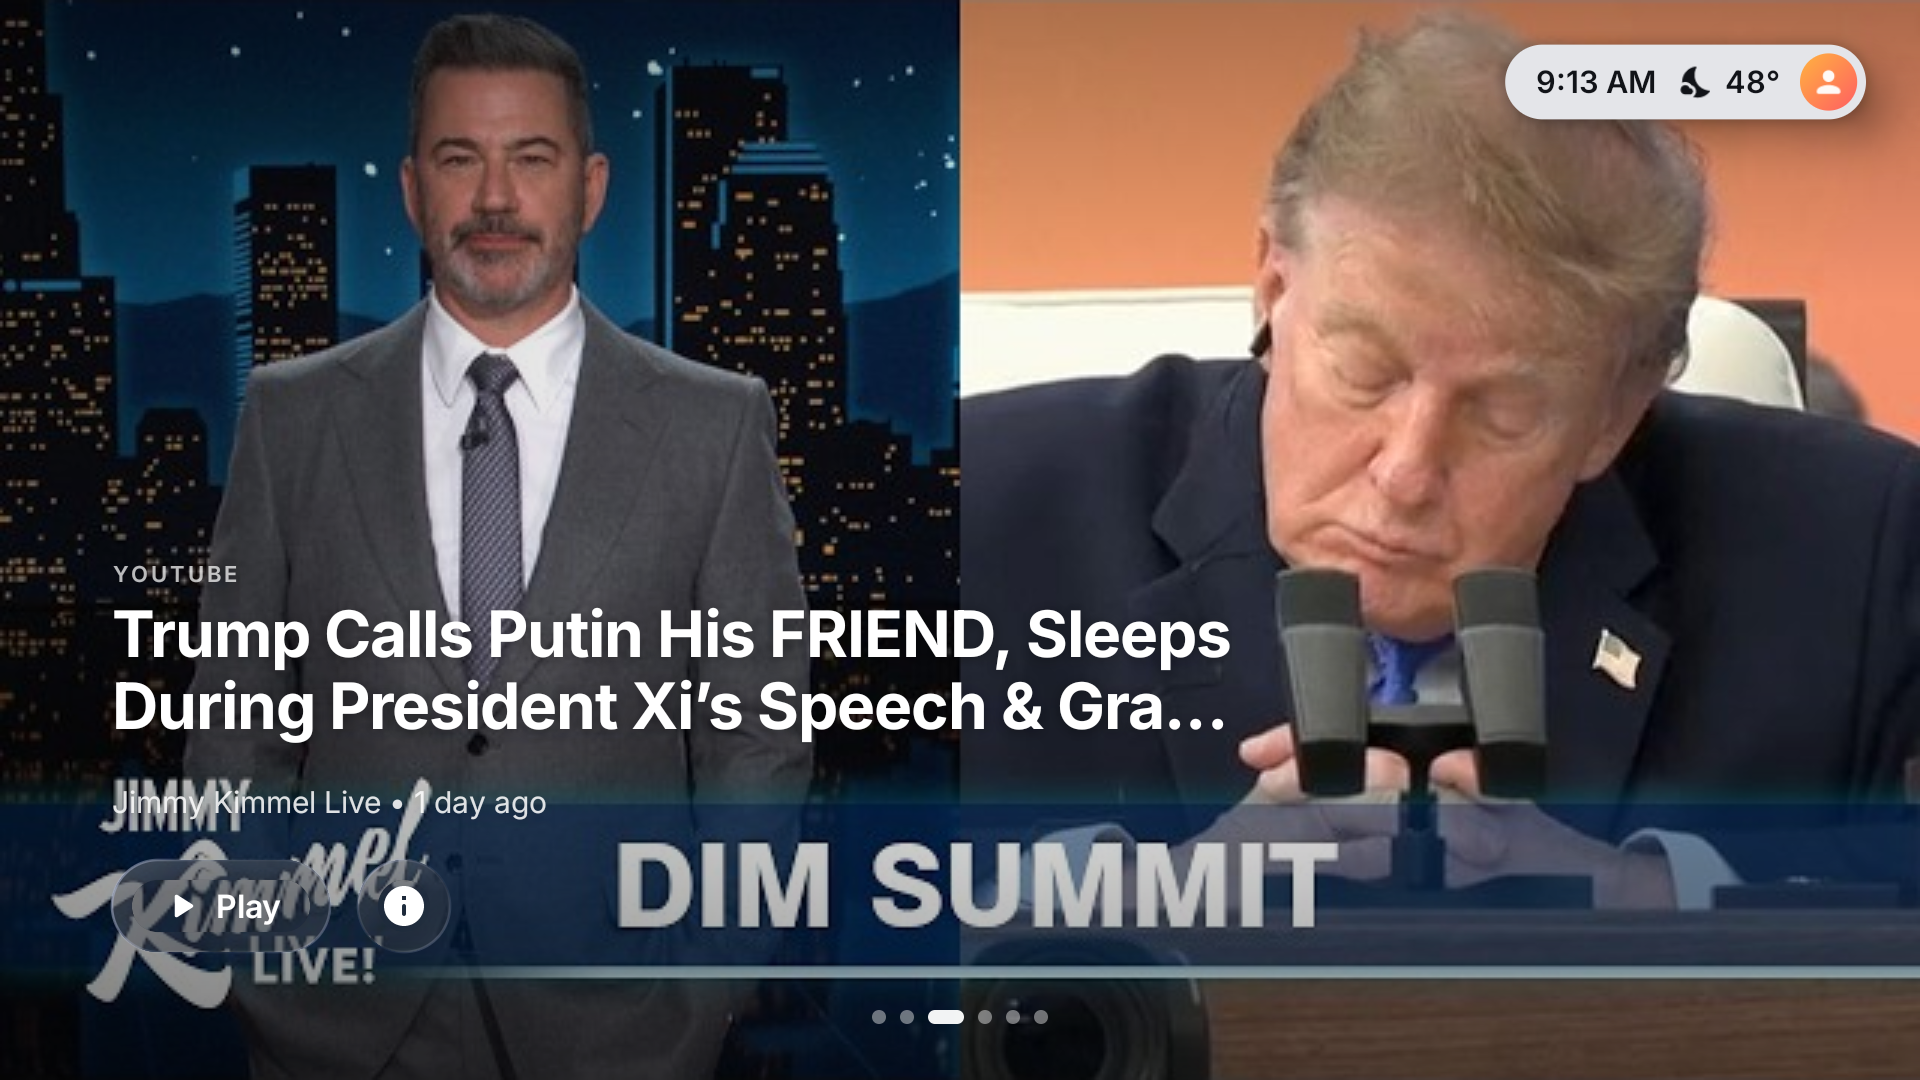 9:13 AM 48°
YOUTUBE
Trump Calls Putin His FRIEND, Sleeps
During President Xi’s Speech & Gra…
Jimmy Kimmel Live • 1 day ago
JIMMY
Kimmel
LIVE!
Play
DIM SUMMIT